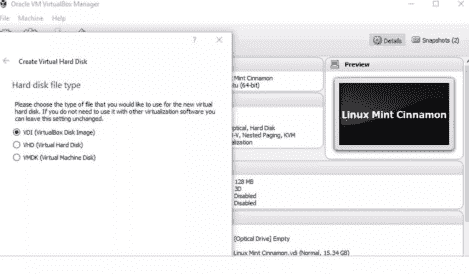 Oracle VM VirtualBox Manager
File Machine Help
Details Snapshots (2)
? ×
Create Virtual Hard Disk
Hard disk file type
Please choose the type of file that you would like to use for the new virtual
hard disk. If you do not need to use it with other virtualization software you
can leave this setting unchanged.
VDI (VirtualBox Disk Image)
VHD (Virtual Hard Disk)
VMDK (Virtual Machine Disk)
Mint Cinnamon
(64-bit)
Optical, Hard Disk
Nested Paging, KVM
Preview
Linux Mint Cinnamon
128 MB
3D
Disabled
Disabled
[Optical Drive] Empty
Linux Mint Cinnamon.vdi (Normal, 15.34 GB)